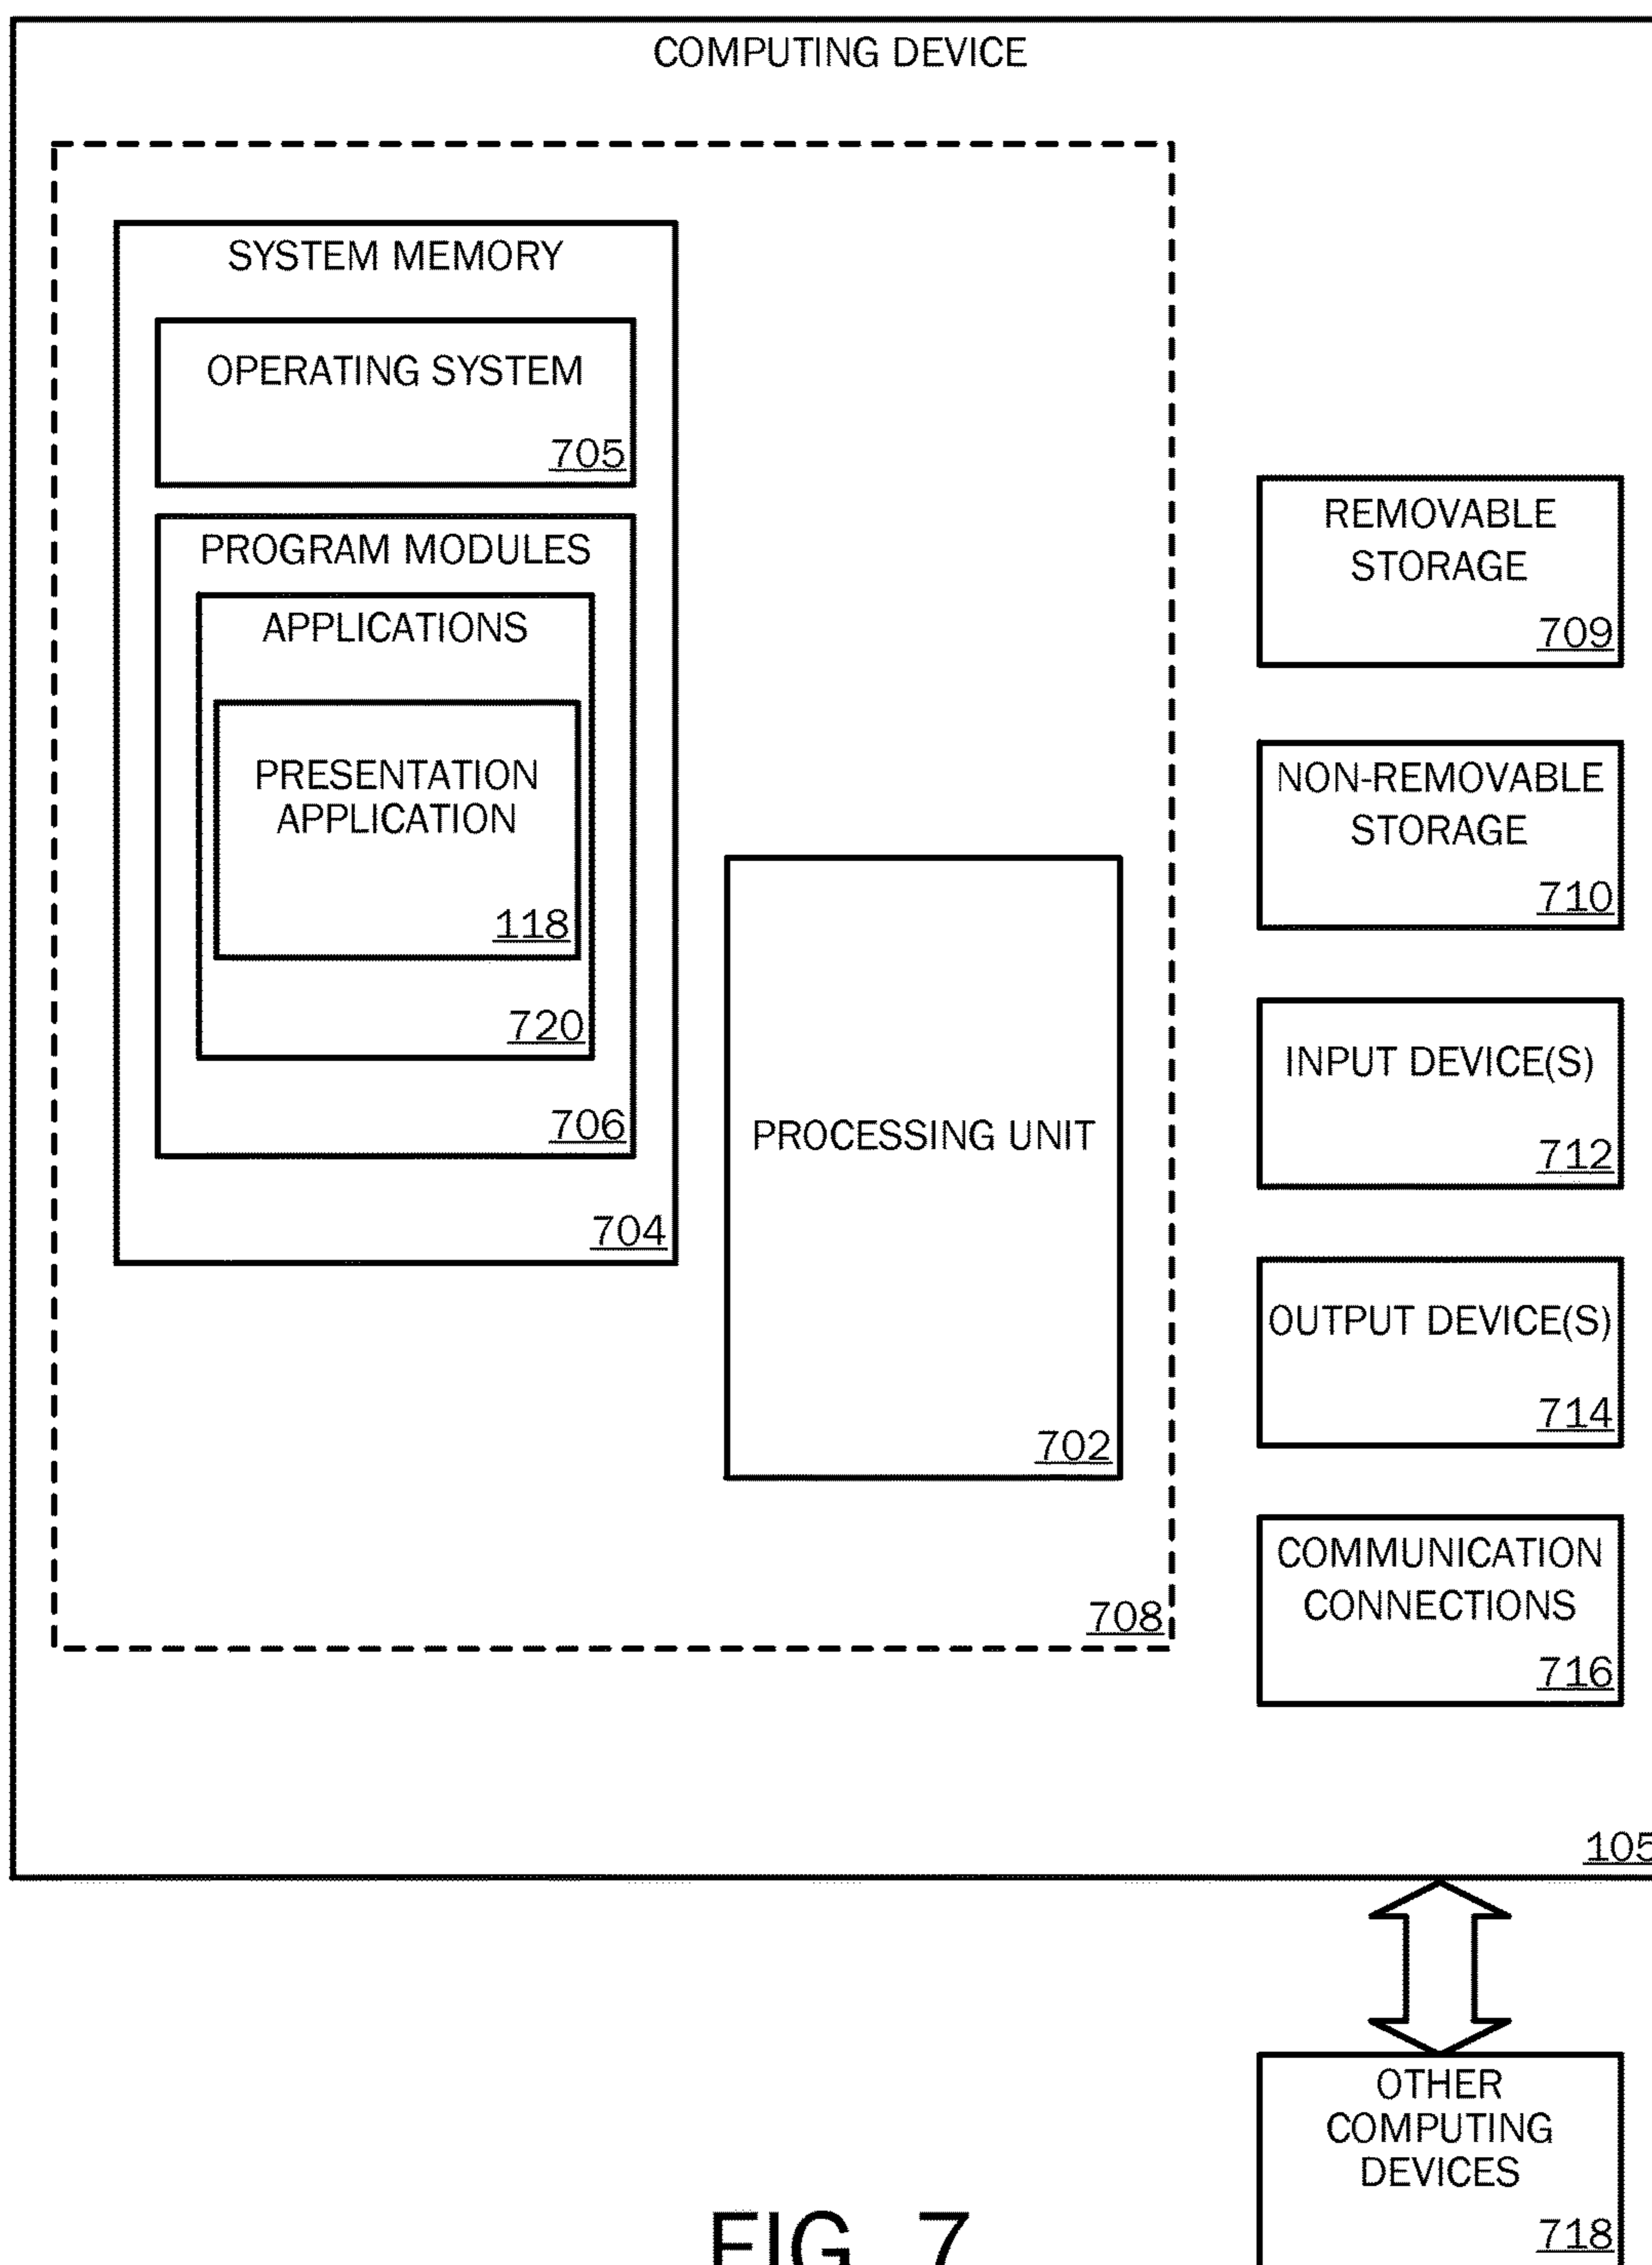 COMPUTING DEVICE
SYSTEM MEMORY
OPERATING SYSTEM
705
PROGRAM MODULES
APPLICATIONS
PRESENTATION
APPLICATION
118
720
706
704
PROCESSING UNIT
702
708
REMOVABLE
STORAGE
709
NON-REMOVABLE
STORAGE
710
INPUT DEVICE(S)
712
OUTPUT DEVICE(S)
714
COMMUNICATION
CONNECTIONS
716
105
OTHER
COMPUTING
DEVICES
718
FIG. 7